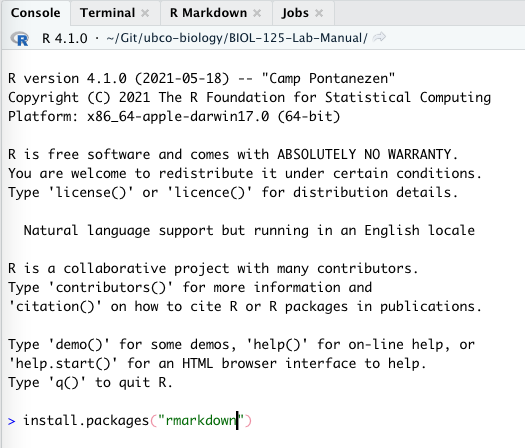 Console Terminal × R Markdown × Jobs ×
R R 4.1.0 · ~/Git/ubco-biology/BIOL-125-Lab-Manual/
R version 4.1.0 (2021-05-18) -- "Camp Pontanezen"
Copyright (C) 2021 The R Foundation for Statistical Computing
Platform: x86_64-apple-darwin17.0 (64-bit)
R is free software and comes with ABSOLUTELY NO WARRANTY.
You are welcome to redistribute it under certain conditions.
Type 'license()' or 'licence()' for distribution details.
Natural language support but running in an English locale
R is a collaborative project with many contributors.
Type 'contributors()' for more information and
'citation()' on how to cite R or R packages in publications.
Type 'demo()' for some demos, 'help()' for on-line help, or
'help.start()' for an HTML browser interface to help.
Type 'q()' to quit R.
> install.packages("rmarkdown")